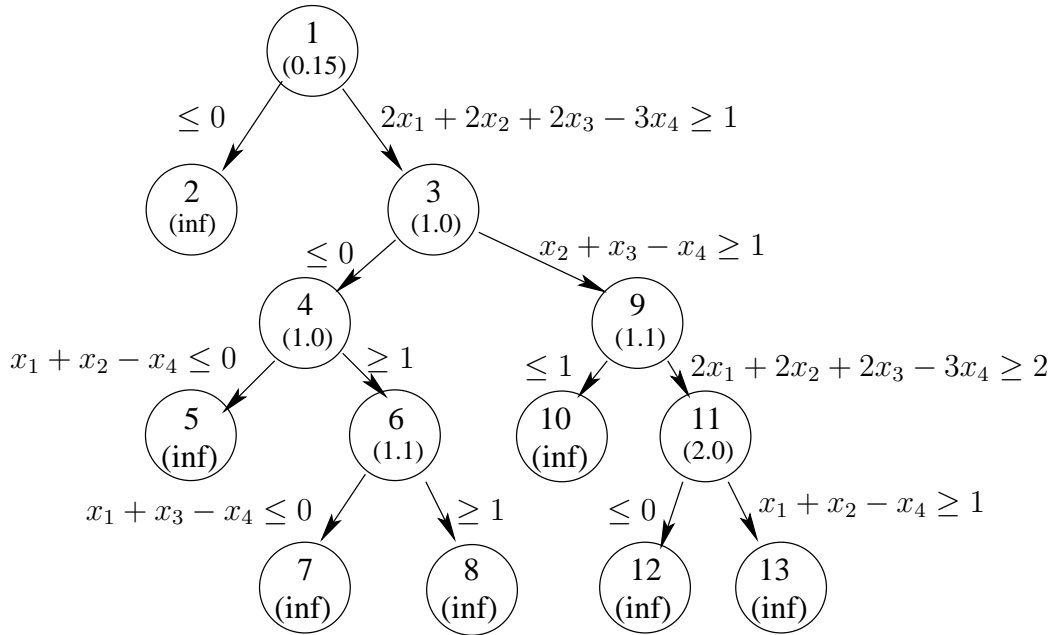 1
(0.15)
≤ 0
2x₁ + 2x₂ + 2x₃ − 3x₄ ≥ 1
2
(inf)
3
(1.0)
≤ 0
x₂ + x₃ − x₄ ≥ 1
4
(1.0)
9
(1.1)
x₁ + x₂ − x₄ ≤ 0
≥ 1
≤ 1
2x₁ + 2x₂ + 2x₃ − 3x₄ ≥ 2
5
(inf)
6
(1.1)
10
(inf)
11
(2.0)
x₁ + x₃ − x₄ ≤ 0
≥ 1
≤ 0
x₁ + x₂ − x₄ ≥ 1
7
(inf)
8
(inf)
12
(inf)
13
(inf)